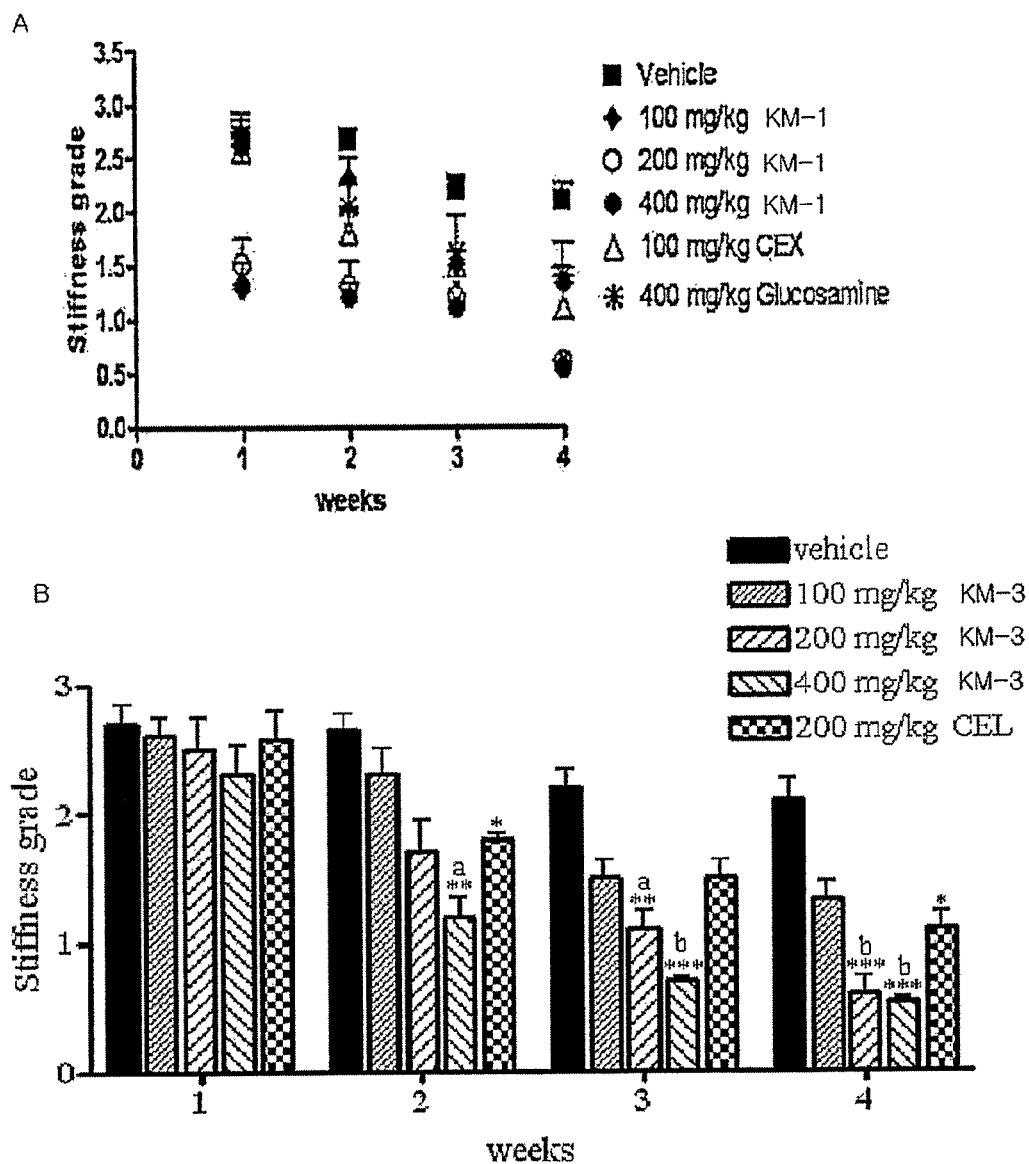 A
3.5
3.0
2.5
2.0
1.5
1.0
0.5
0.0
0
1
2
3
4
Stiffness grade
weeks
Vehicle
100 mg/kg KM-1
200 mg/kg KM-1
400 mg/kg KM-1
100 mg/kg CEX
400 mg/kg Glucosamine
B
vehicle
100 mg/kg KM-3
200 mg/kg KM-3
400 mg/kg KM-3
200 mg/kg CEL
3
2
1
0
Stiffness grade
a
**
*
a
**
b
***
b
***
b
***
*
1
2
3
4
weeks